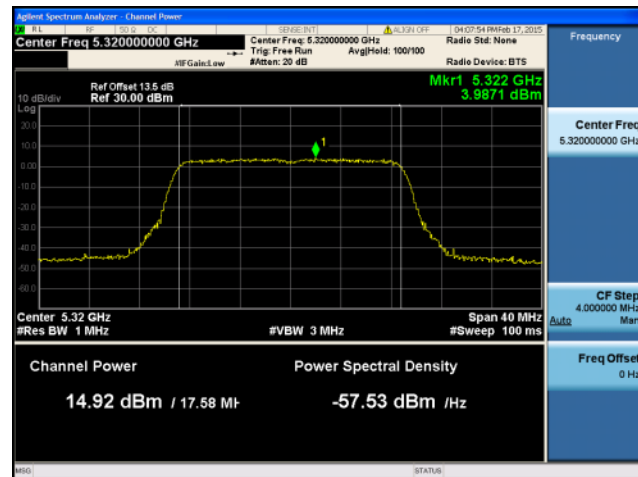 Agilent Spectrum Analyzer - Channel Power
RL RF 50 Ω DC SENSE:INT ALIGN OFF 04:07:54 PM Feb 17, 2015
Center Freq 5.320000000 GHz
Center Freq: 5.320000000 GHz
Radio Std: None
Trig: Free Run Avg|Hold: 100/100
#IFGain:Low #Atten: 20 dB Radio Device: BTS
Ref Offset 13.5 dB
10 dB/div Ref 30.00 dBm
Mkr1 5.322 GHz
3.9871 dBm
Log
20.0
10.0
0.00
-10.0
-20.0
-30.0
-40.0
-50.0
-60.0
1
Center 5.32 GHz Span 40 MHz
#Res BW 1 MHz #VBW 3 MHz #Sweep 100 ms
Channel Power Power Spectral Density
14.92 dBm / 17.58 MH -57.53 dBm /Hz
MSG STATUS
Frequency
Center Freq
5.320000000 GHz
CF Step
4.000000 MHz
Auto Man
Freq Offset
0 Hz